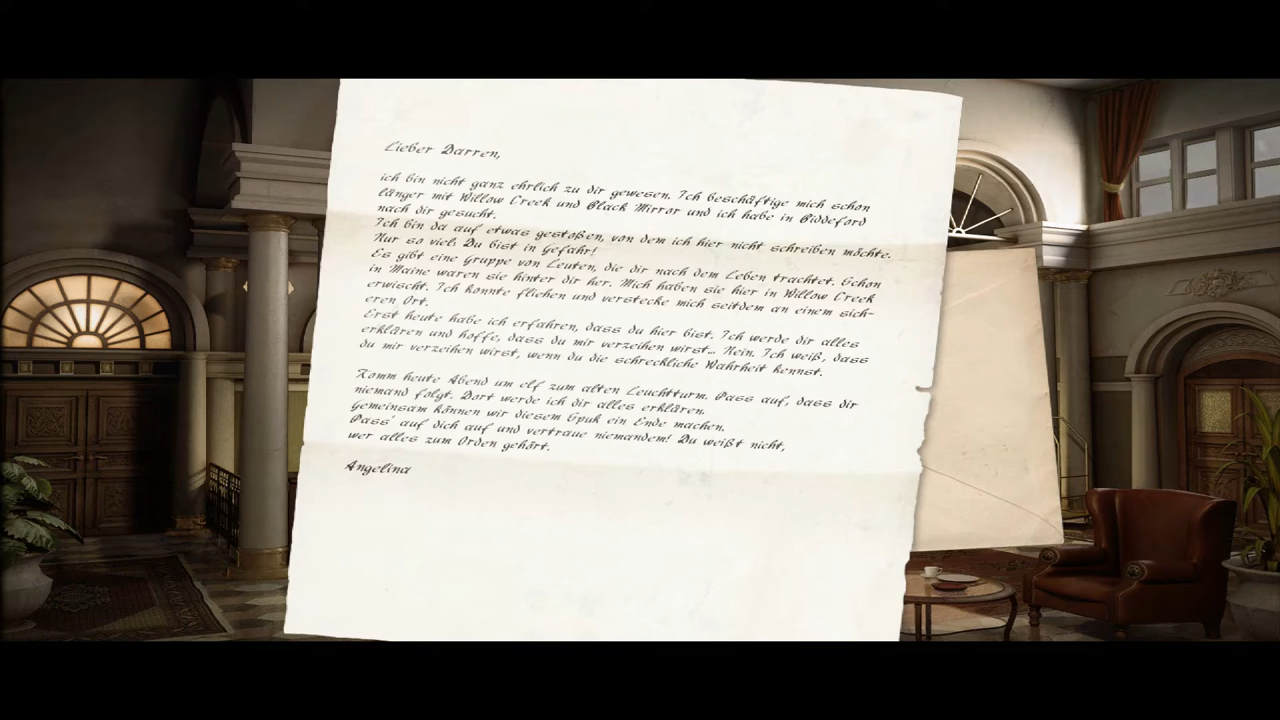 Lieber Darren,
ich bin nicht ganz ehrlich zu dir gewesen. Ich beschäftige mich schon
länger mit Willow Creek und Black Mirror und ich habe in Biddeford
nach dir gesucht.
Ich bin da auf etwas gestoßen, von dem ich hier nicht schreiben möchte.
Nur so viel: Du bist in Gefahr!
Es gibt eine Gruppe von Leuten, die dir nach dem Leben trachtet. Schon
in Maine waren sie hinter dir her. Mich haben sie hier in Willow Creek
erwischt. Ich konnte fliehen und verstecke mich seitdem an einem sich-
eren Ort.
Erst heute habe ich erfahren, dass du hier bist. Ich werde dir alles
erklären und hoffe, dass du mir verzeihen wirst... Nein. Ich weiß, dass
du mir verzeihen wirst, wenn du die schreckliche Wahrheit kennst.
Komm heute Abend um elf zum alten Leuchtturm. Pass auf, dass dir
niemand folgt. Dort werde ich dir alles erklären.
Gemeinsam können wir diesem Spuk ein Ende machen.
Pass auf dich auf und vertraue niemandem! Du weißt nicht,
wer alles zum Orden gehört.
Angelina